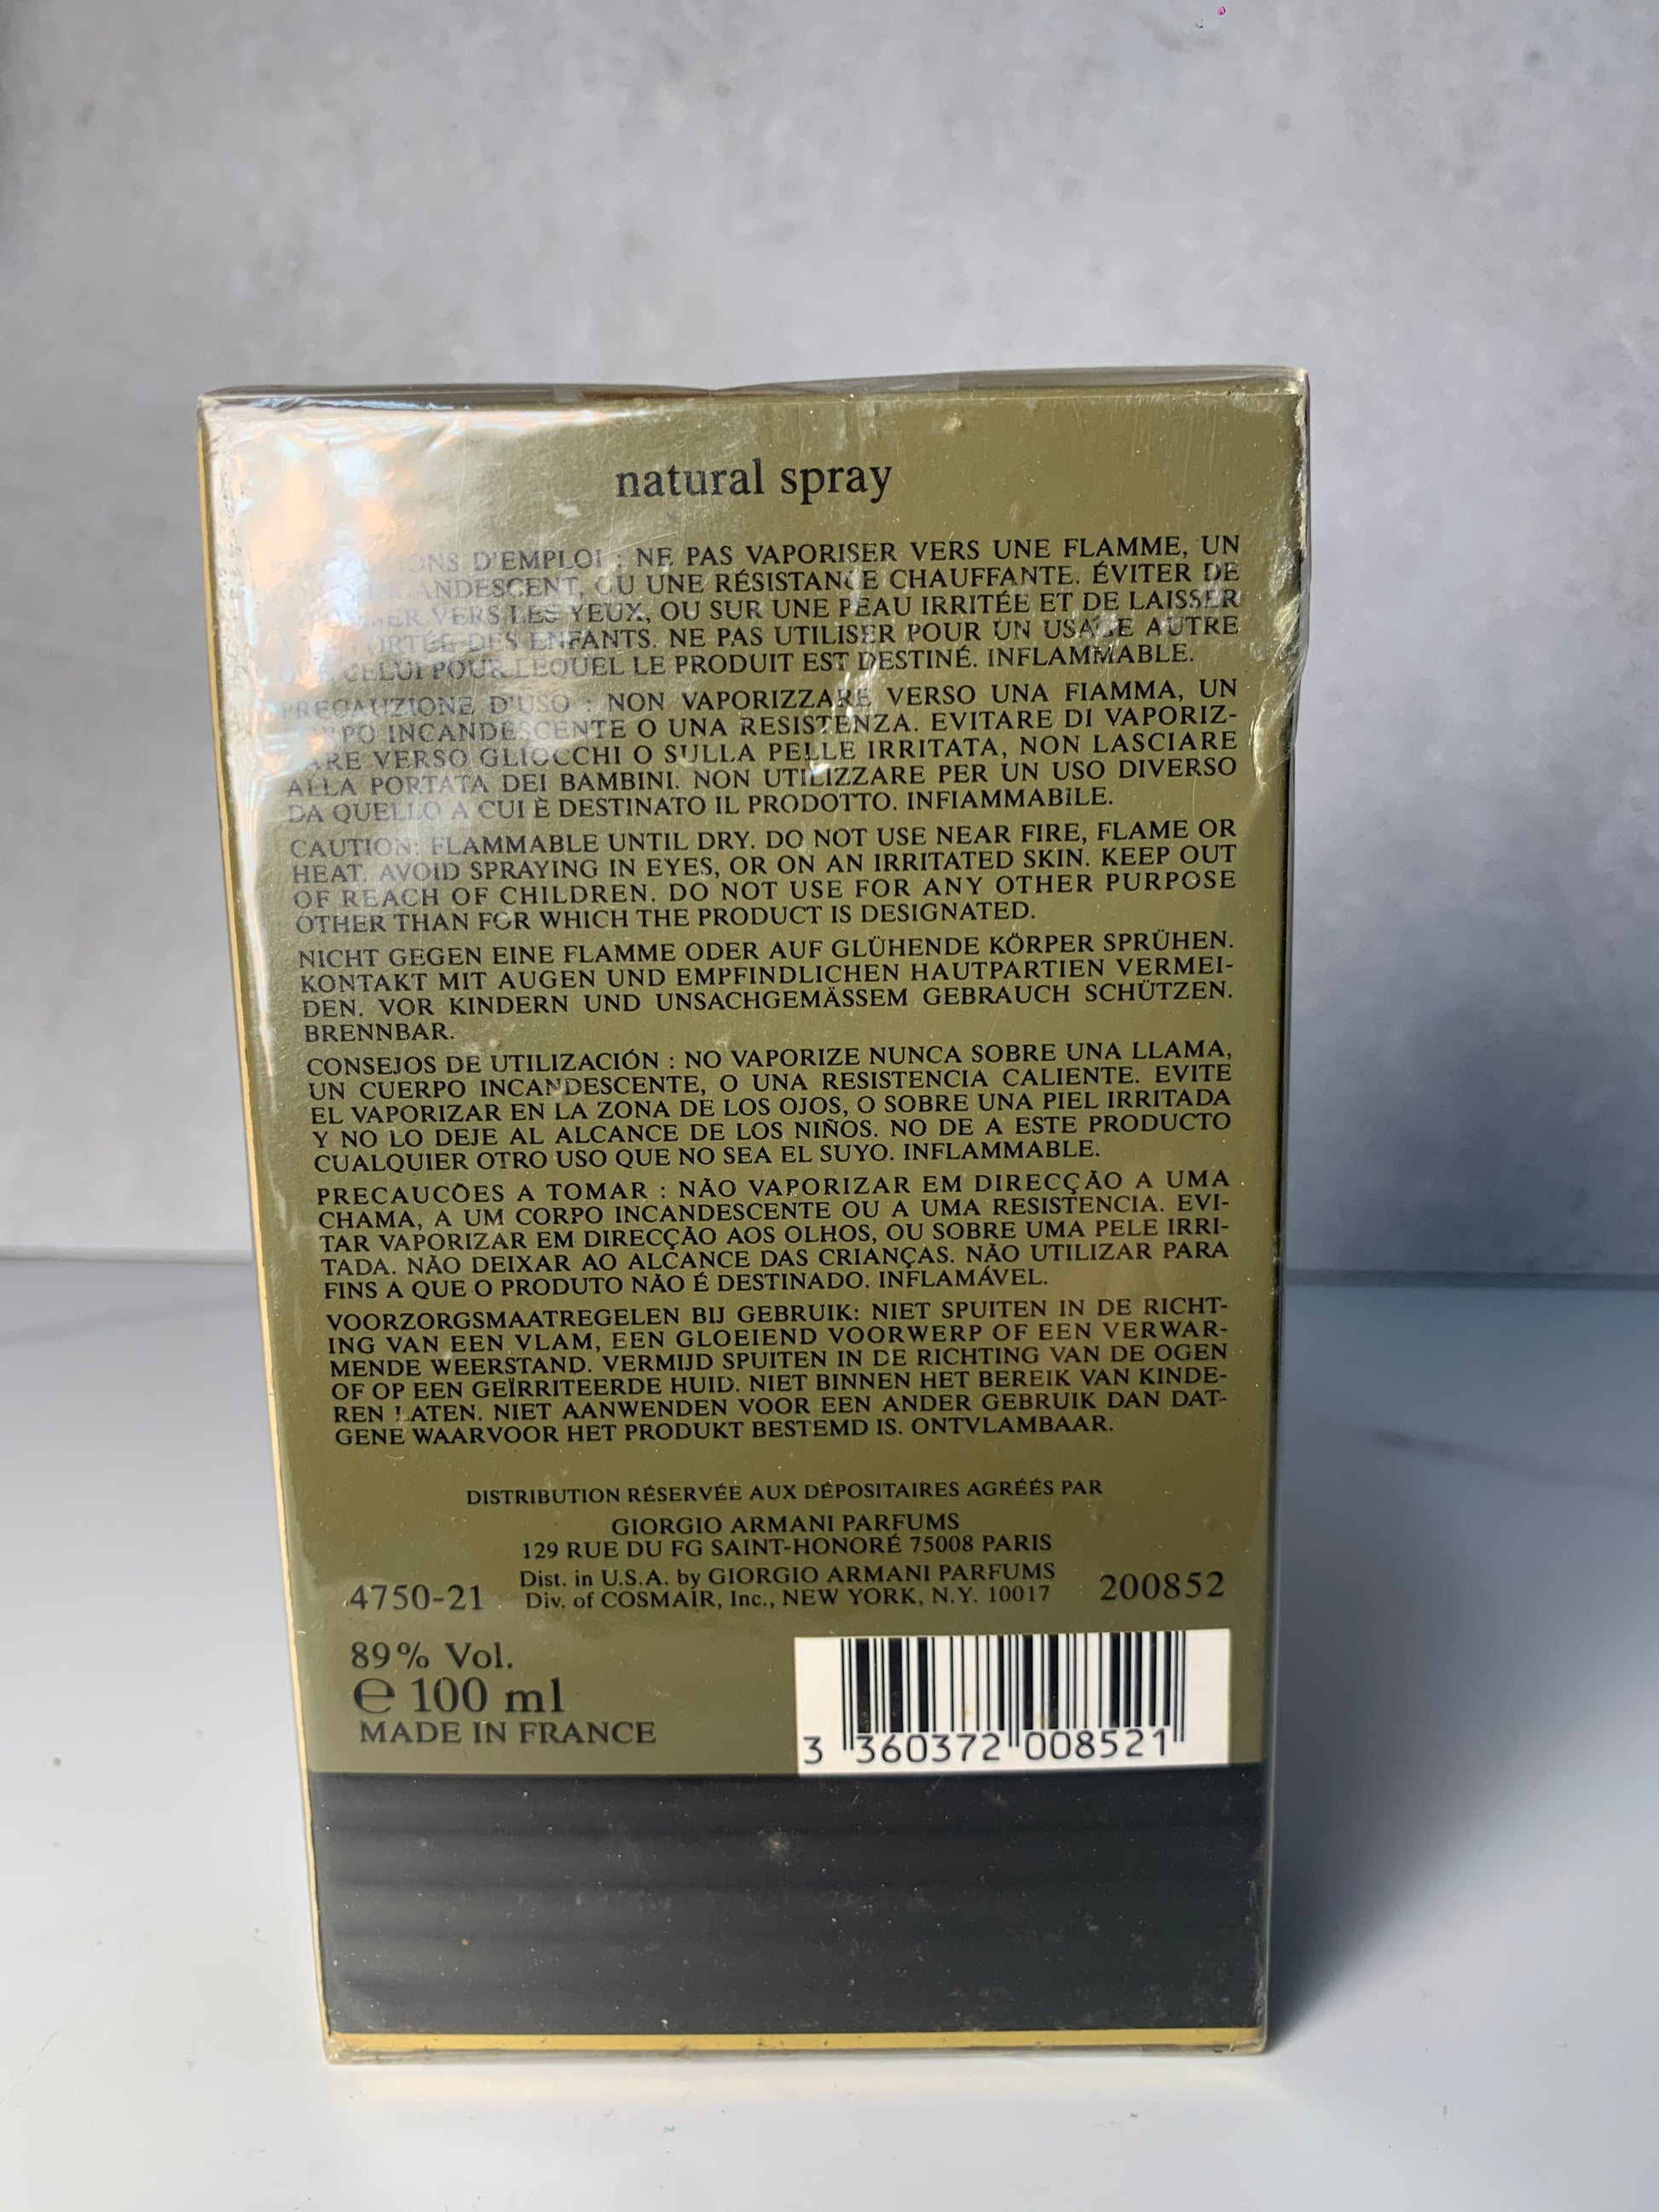 natural spray
D'EMPLOI : NE PAS VAPORISER VERS UNE FLAMME, UN
INCANDESCENT, OU UNE RÉSISTANCE CHAUFFANTE. ÉVITER DE
VERS LES YEUX, OU SUR UNE PEAU IRRITÉE ET DE LAISSER
DES ENFANTS. NE PAS UTILISER POUR UN USAGE AUTRE
CELUI POUR LEQUEL LE PRODUIT EST DESTINÉ. INFLAMMABLE.
PRECAUZIONE D'USO : NON VAPORIZZARE VERSO UNA FIAMMA, UN
INCANDESCENTE O UNA RESISTENZA. EVITARE DI VAPORIZ-
ARE VERSO GLIOCCHI O SULLA PELLE IRRITATA, NON LASCIARE
ALLA PORTATA DEI BAMBINI. NON UTILIZZARE PER UN USO DIVERSO
DA QUELLO A CUI È DESTINATO IL PRODOTTO. INFIAMMABILE.
CAUTION: FLAMMABLE UNTIL DRY. DO NOT USE NEAR FIRE, FLAME OR
HEAT. AVOID SPRAYING IN EYES, OR ON AN IRRITATED SKIN. KEEP OUT
OF REACH OF CHILDREN. DO NOT USE FOR ANY OTHER PURPOSE
OTHER THAN FOR WHICH THE PRODUCT IS DESIGNATED.
NICHT GEGEN EINE FLAMME ODER AUF GLÜHENDE KÖRPER SPRÜHEN.
KONTAKT MIT AUGEN UND EMPFINDLICHEN HAUTPARTIEN VERMEI-
DEN. VOR KINDERN UND UNSACHGEMÄSSEM GEBRAUCH SCHÜTZEN.
BRENNBAR.
CONSEJOS DE UTILIZACIÓN : NO VAPORIZE NUNCA SOBRE UNA LLAMA,
UN CUERPO INCANDESCENTE, O UNA RESISTENCIA CALIENTE. EVITE
EL VAPORIZAR EN LA ZONA DE LOS OJOS, O SOBRE UNA PIEL IRRITADA
Y NO LO DEJE AL ALCANCE DE LOS NIÑOS. NO DE A ESTE PRODUCTO
CUALQUIER OTRO USO QUE NO SEA EL SUYO. INFLAMMABLE.
PRECAUCÕES A TOMAR : NÃO VAPORIZAR EM DIRECÇÃO A UMA
CHAMA, A UM CORPO INCANDESCENTE OU A UMA RESISTENCIA. EVI-
TAR VAPORIZAR EM DIRECÇÃO AOS OLHOS, OU SOBRE UMA PELE IRRI-
TADA. NÃO DEIXAR AO ALCANCE DAS CRIANÇAS. NÃO UTILIZAR PARA
FINS A QUE O PRODUTO NÃO É DESTINADO. INFLAMÁVEL.
VOORZORGSMAATREGELEN BIJ GEBRUIK: NIET SPUITEN IN DE RICHT-
ING VAN EEN VLAM, EEN GLOEIEND VOORWERP OF EEN VERWAR-
MENDE WEERSTAND. VERMIJD SPUITEN IN DE RICHTING VAN DE OGEN
OF OP EEN GEÏRRITEERDE HUID. NIET BINNEN HET BEREIK VAN KINDE-
REN LATEN. NIET AANWENDEN VOOR EEN ANDER GEBRUIK DAN DAT-
GENE WAARVOOR HET PRODUKT BESTEMD IS. ONTVLAMBAAR.
DISTRIBUTION RÉSERVÉE AUX DÉPOSITAIRES AGRÉÉS PAR
GIORGIO ARMANI PARFUMS
129 RUE DU FG SAINT-HONORÉ 75008 PARIS
Dist. in U.S.A. by GIORGIO ARMANI PARFUMS
4750-21 Div. of COSMAIR, Inc., NEW YORK, N.Y. 10017 200852
89% Vol.
℮ 100 ml
MADE IN FRANCE
3 360372 008521